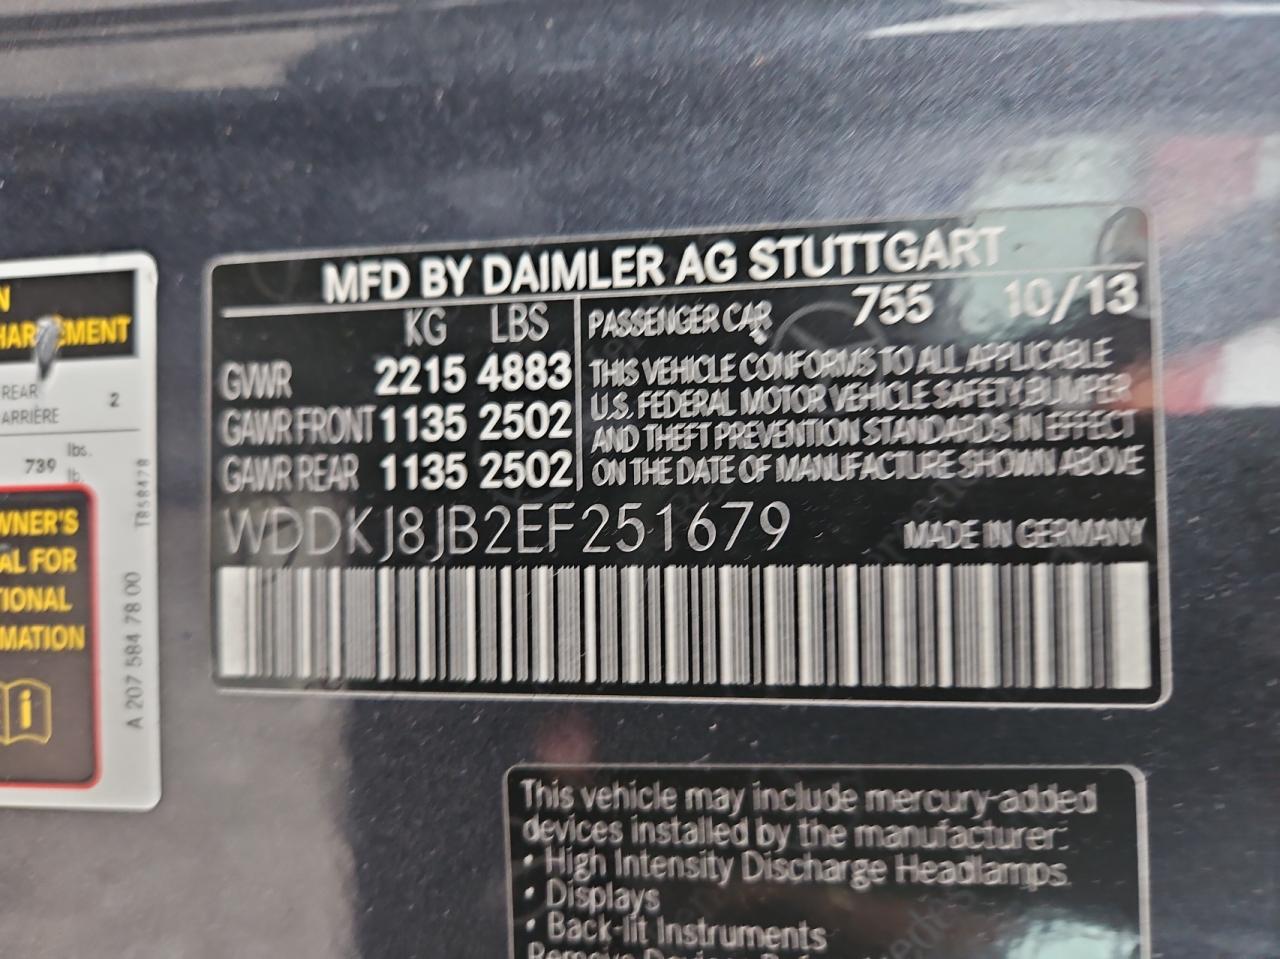 MFD BY DAIMLER AG STUTTGART
KG LBS
GVWR 2215 4883
GAWR FRONT 1135 2502
GAWR REAR 1135 2502
PASSENGER CAR 755 10/13
THIS VEHICLE CONFORMS TO ALL APPLICABLE
U.S. FEDERAL MOTOR VEHICLE SAFETY, BUMPER
AND THEFT PREVENTION STANDARDS IN EFFECT
ON THE DATE OF MANUFACTURE SHOWN ABOVE
WDDKJ8JB2EF251679 MADE IN GERMANY
EMENT
REAR
ARRIÈRE 2
lbs.
739 lb.
WNER'S
AL FOR
TIONAL
MATION
i
T85847B
A 207 584 78 00
This vehicle may include mercury-added
devices installed by the manufacturer:
• High Intensity Discharge Headlamps
• Displays
• Back-lit Instruments